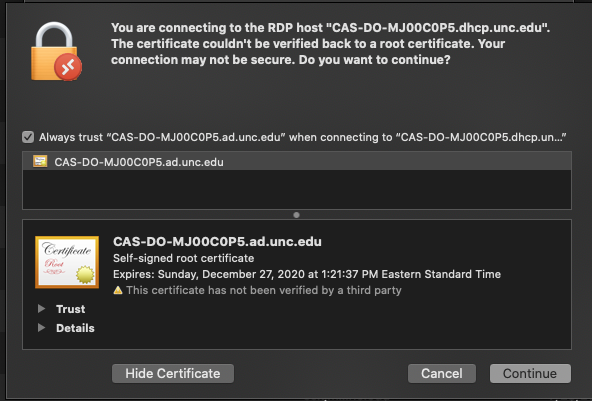 You are connecting to the RDP host "CAS-DO-MJ00C0P5.dhcp.unc.edu".
The certificate couldn't be verified back to a root certificate. Your
connection may not be secure. Do you want to continue?
Always trust "CAS-DO-MJ00C0P5.ad.unc.edu" when connecting to "CAS-DO-MJ00C0P5.dhcp.un..."
CAS-DO-MJ00C0P5.ad.unc.edu
Certificate
Root
CAS-DO-MJ00C0P5.ad.unc.edu
Self-signed root certificate
Expires: Sunday, December 27, 2020 at 1:21:37 PM Eastern Standard Time
This certificate has not been verified by a third party
Trust
Details
Hide Certificate
Cancel
Continue